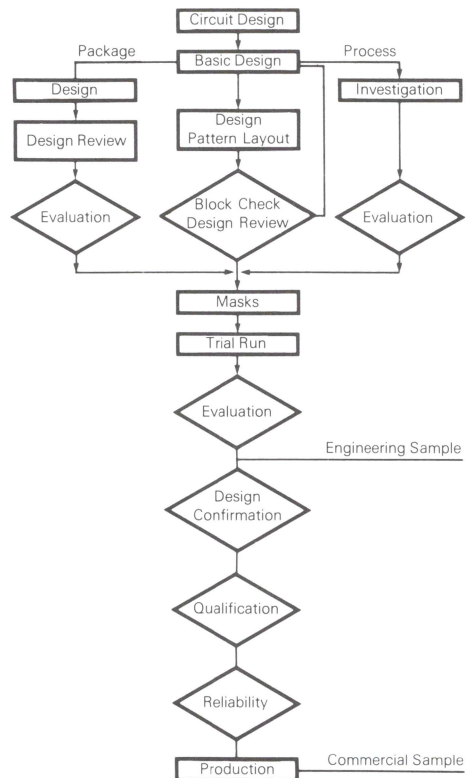 Circuit Design
Package
Process
Basic Design
Design
Investigation
Design Review
Design
Pattern Layout
Evaluation
Block Check
Design Review
Evaluation
Masks
Trial Run
Evaluation
Engineering Sample
Design
Confirmation
Qualification
Reliability
Production
Commercial Sample